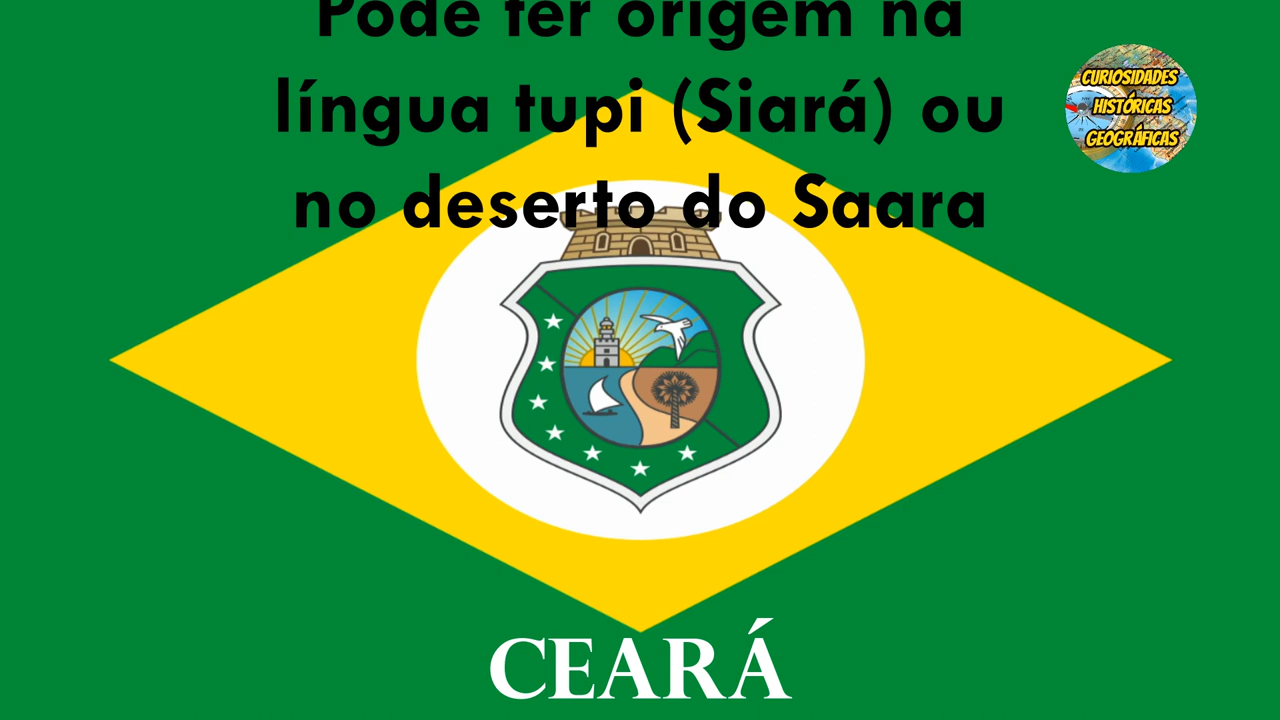 Pode ter origem na
língua tupi (Siará) ou
no deserto do Saara
CURIOSIDADES
HISTÓRICAS
GEOGRÁFICAS
CEARÁ